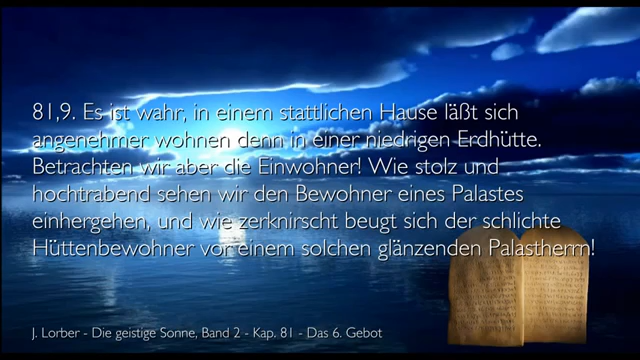 81,9. Es ist wahr, in einem stattlichen Hause läßt sich
angenehmer wohnen denn in einer niedrigen Erdhütte.
Betrachten wir aber die Einwohner! Wie stolz und
hochtrabend sehen wir den Bewohner eines Palastes
einhergehen, und wie zerknirscht beugt sich der schlichte
Hüttenbewohner vor einem solchen glänzenden Palastherrn!
J. Lorber - Die geistige Sonne, Band 2 - Kap. 81 - Das 6. Gebot